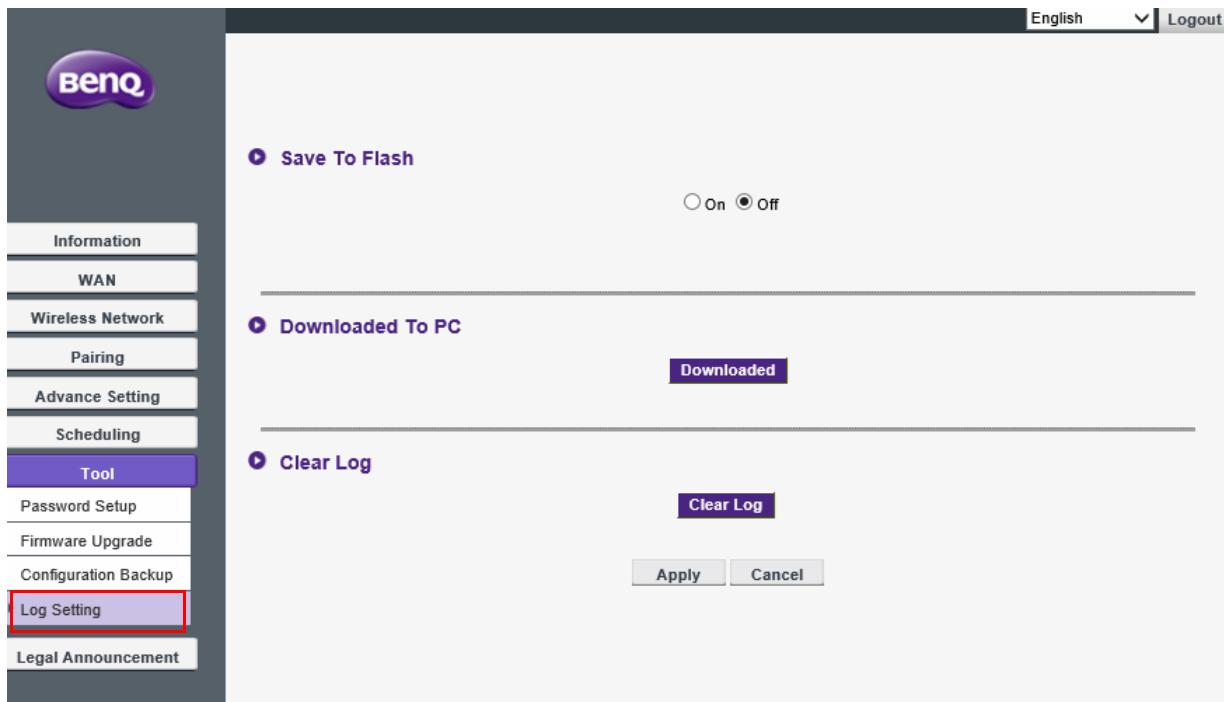 English
Logout
BenQ
Save To Flash
On Off
Information
WAN
Wireless Network
Downloaded To PC
Pairing
Downloaded
Advance Setting
Scheduling
Clear Log
Tool
Password Setup
Clear Log
Firmware Upgrade
Configuration Backup
Apply Cancel
Log Setting
Legal Announcement